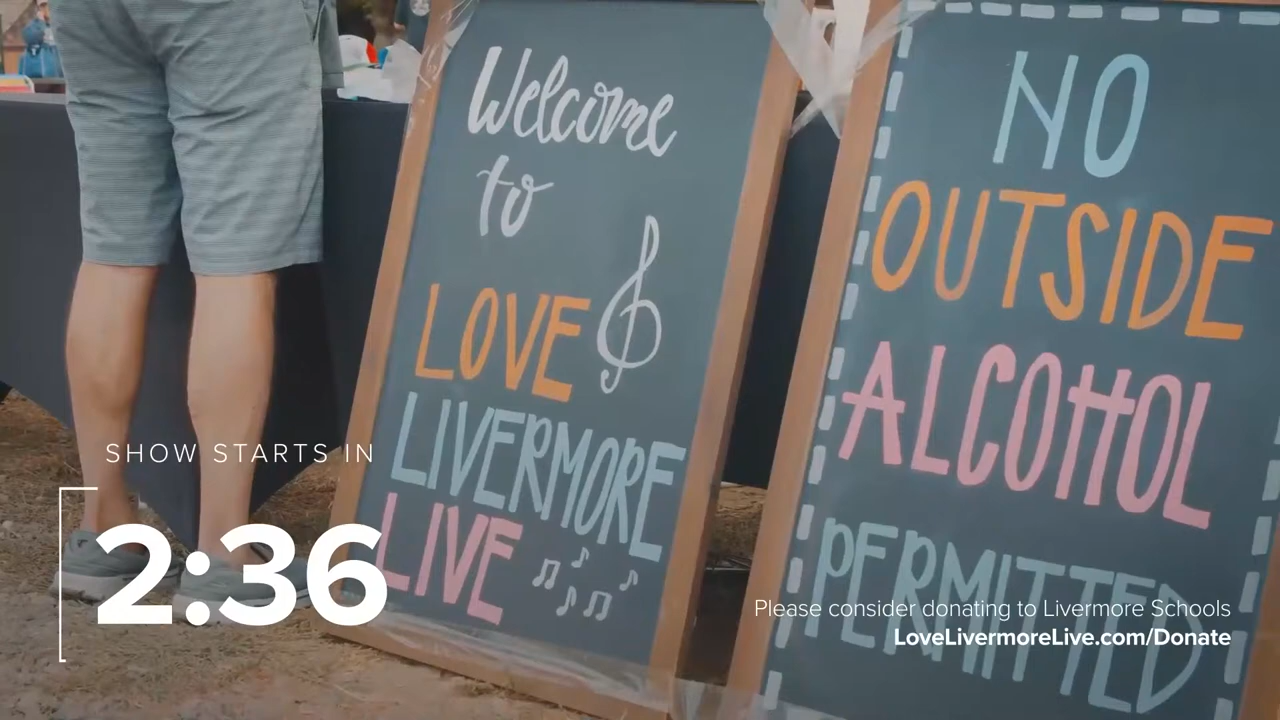 Welcome
to
LOVE
LIVERMORE
LIVE
NO
OUTSIDE
ALCOHOL
PERMITTED
SHOW STARTS IN
2:36
Please consider donating to Livermore Schools
LoveLivermoreLive.com/Donate